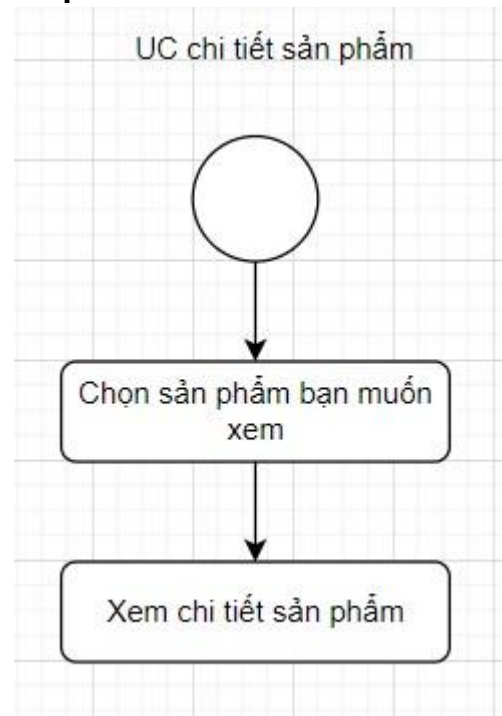 UC chi tiết sản phẩm
Chọn sản phẩm bạn muốn
xem
Xem chi tiết sản phẩm